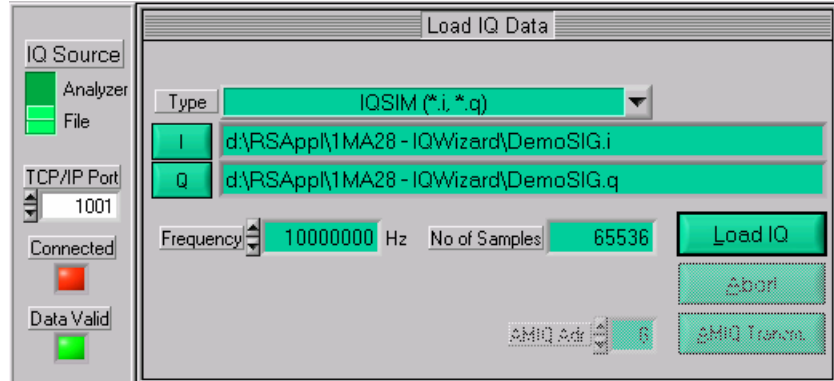 IQ Source
Analyzer
File
TCP/IP Port
1001
Connected
Data Valid
Load IQ Data
Type IQSIM (*.i, *.q)
I d:\RSAppl\1MA28 - IQWizard\DemoSIG.i
Q d:\RSAppl\1MA28 - IQWizard\DemoSIG.q
Frequency 10000000 Hz No of Samples 65536 Load IQ
Abort
AMIQ Adr 6 AMIQ Transm.